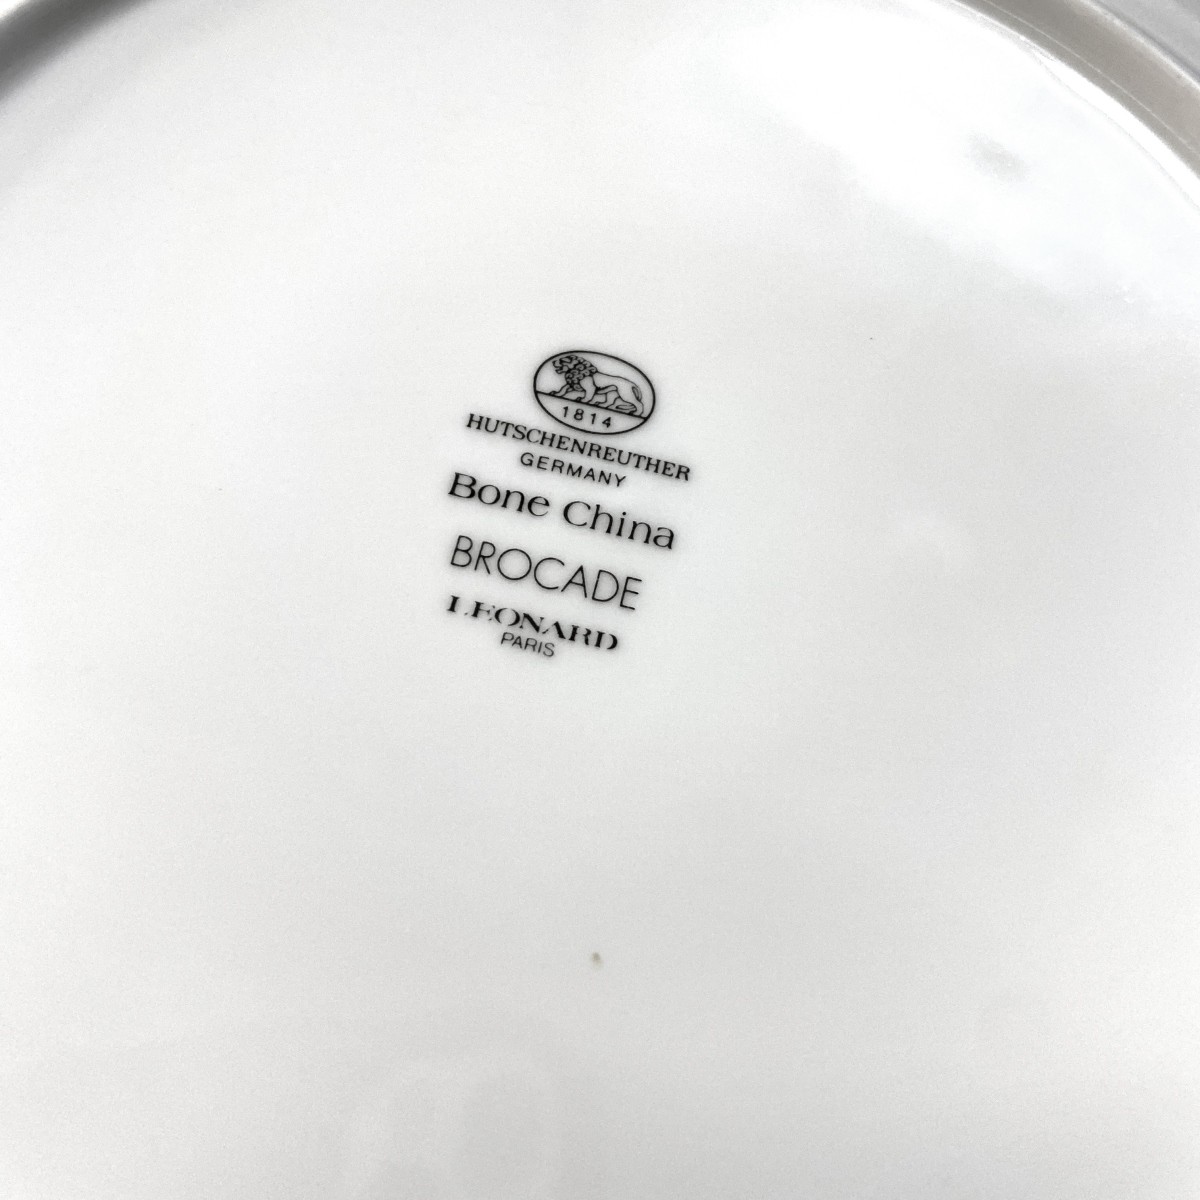 1814
HUTSCHENREUTHER
GERMANY
Bone China
BROCADE
LEONARD
PARIS